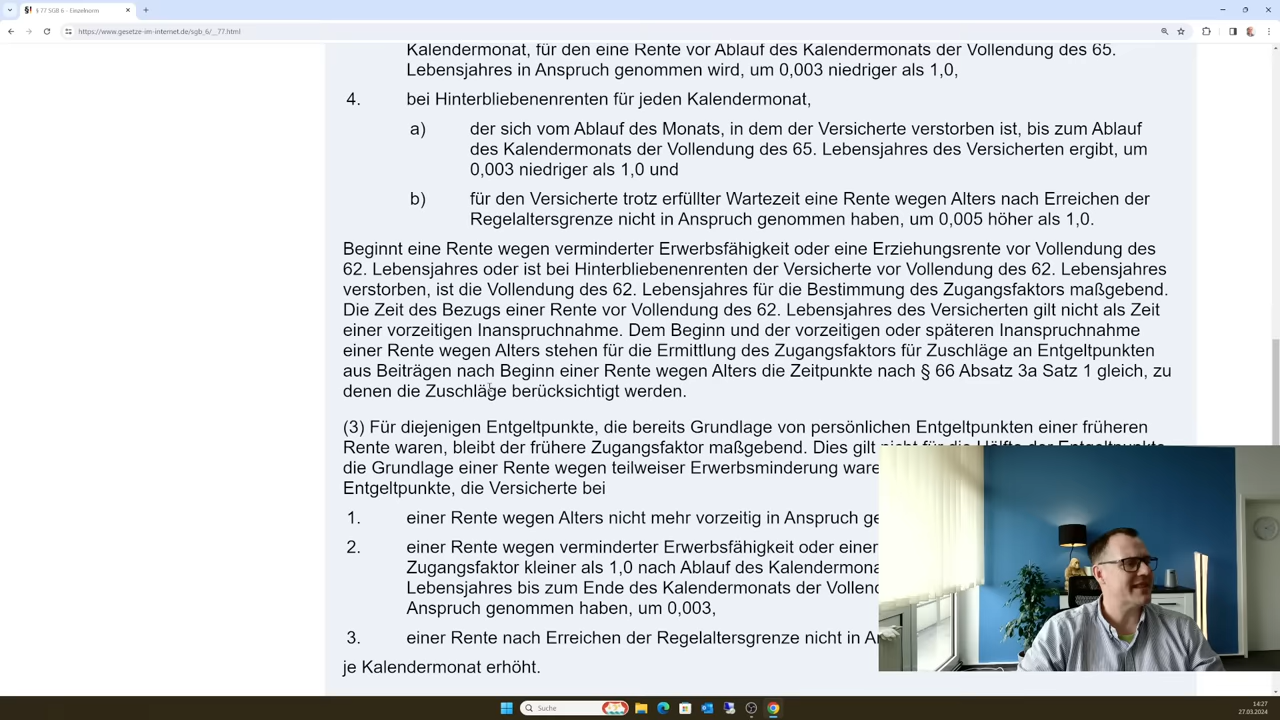 § 77 SGB 6 - Einzelnorm
https://www.gesetze-im-internet.de/sgb_6/__77.html
Kalendermonat, für den eine Rente vor Ablauf des Kalendermonats der Vollendung des 65.
Lebensjahres in Anspruch genommen wird, um 0,003 niedriger als 1,0,
4. bei Hinterbliebenenrenten für jeden Kalendermonat,
a) der sich vom Ablauf des Monats, in dem der Versicherte verstorben ist, bis zum Ablauf
des Kalendermonats der Vollendung des 65. Lebensjahres des Versicherten ergibt, um
0,003 niedriger als 1,0 und
b) für den Versicherte trotz erfüllter Wartezeit eine Rente wegen Alters nach Erreichen der
Regelaltersgrenze nicht in Anspruch genommen haben, um 0,005 höher als 1,0.
Beginnt eine Rente wegen verminderter Erwerbsfähigkeit oder eine Erziehungsrente vor Vollendung des
62. Lebensjahres oder ist bei Hinterbliebenenrenten der Versicherte vor Vollendung des 62. Lebensjahres
verstorben, ist die Vollendung des 62. Lebensjahres für die Bestimmung des Zugangsfaktors maßgebend.
Die Zeit des Bezugs einer Rente vor Vollendung des 62. Lebensjahres des Versicherten gilt nicht als Zeit
einer vorzeitigen Inanspruchnahme. Dem Beginn und der vorzeitigen oder späteren Inanspruchnahme
einer Rente wegen Alters stehen für die Ermittlung des Zugangsfaktors für Zuschläge an Entgeltpunkten
aus Beiträgen nach Beginn einer Rente wegen Alters die Zeitpunkte nach § 66 Absatz 3a Satz 1 gleich, zu
denen die Zuschläge berücksichtigt werden.
(3) Für diejenigen Entgeltpunkte, die bereits Grundlage von persönlichen Entgeltpunkten einer früheren
Rente waren, bleibt der frühere Zugangsfaktor maßgebend. Dies gilt nicht für die Hälfte der Entgeltpunkte,
die Grundlage einer Rente wegen teilweiser Erwerbsminderung ware
Entgeltpunkte, die Versicherte bei
1. einer Rente wegen Alters nicht mehr vorzeitig in Anspruch ge
2. einer Rente wegen verminderter Erwerbsfähigkeit oder einer
Zugangsfaktor kleiner als 1,0 nach Ablauf des Kalendermona
Lebensjahres bis zum Ende des Kalendermonats der Vollend
Anspruch genommen haben, um 0,003,
3. einer Rente nach Erreichen der Regelaltersgrenze nicht in An
je Kalendermonat erhöht.
Suche
14:27
27.03.2024